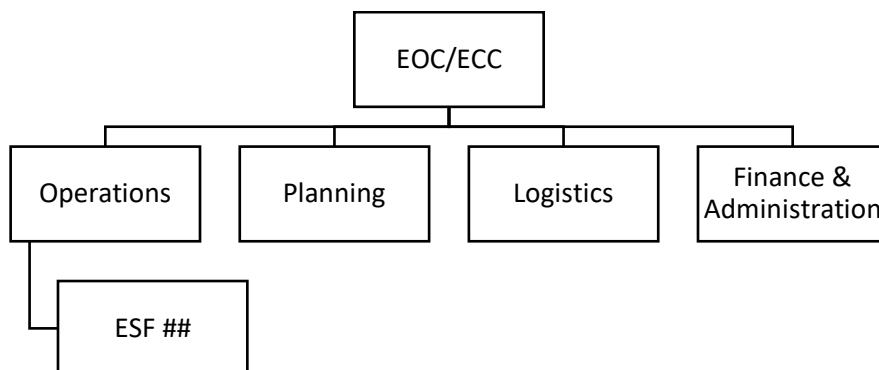 EOC/ECC
Operations
Planning
Logistics
Finance &
Administration
ESF ##